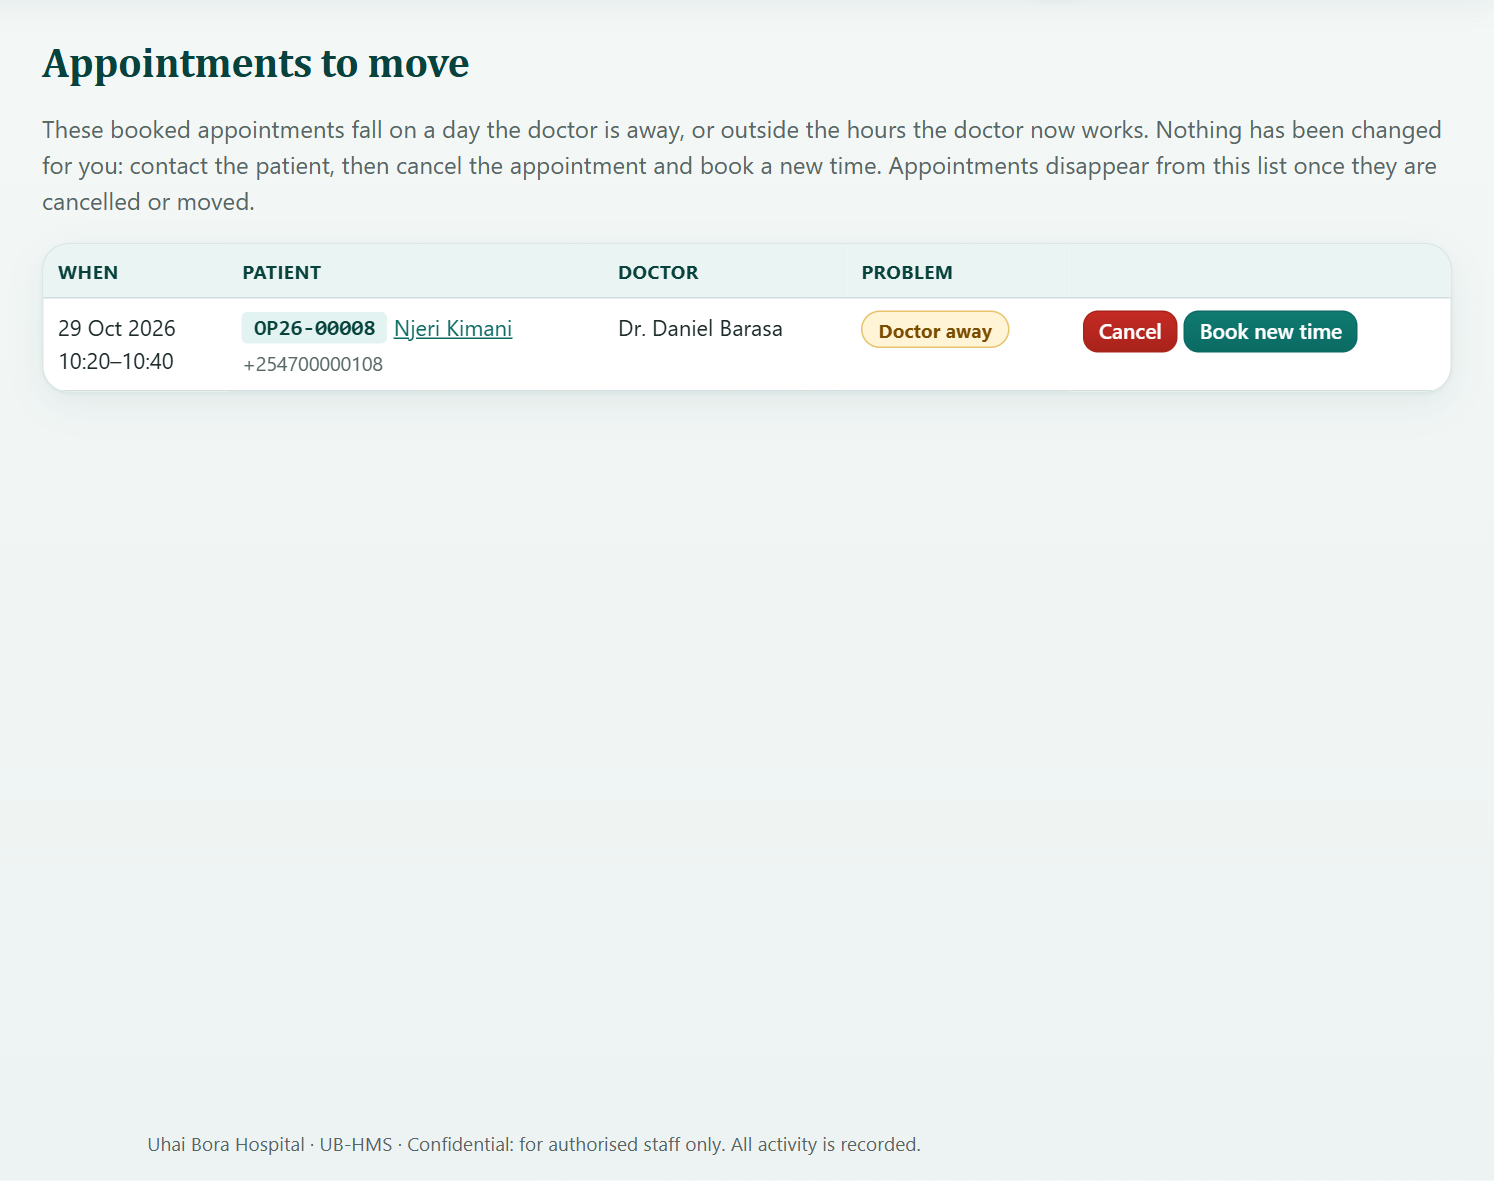 Appointments to move
These booked appointments fall on a day the doctor is away, or outside the hours the doctor now works. Nothing has been changed
for you: contact the patient, then cancel the appointment and book a new time. Appointments disappear from this list once they are
cancelled or moved.
WHEN PATIENT DOCTOR PROBLEM
29 Oct 2026 OP26-00008 Njeri Kimani Dr. Daniel Barasa Doctor away Cancel Book new time
10:20–10:40 +254700000108
Uhai Bora Hospital · UB-HMS · Confidential: for authorised staff only. All activity is recorded.